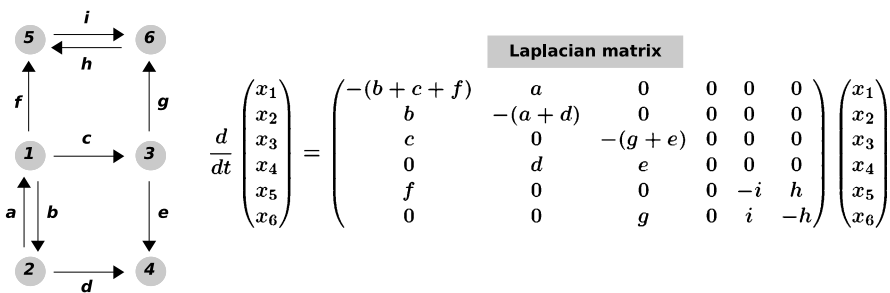 5 i 6
h
f g
1 c 3
a b e
2 d 4
Laplacian matrix
d/dt (x₁ x₂ x₃ x₄ x₅ x₆) =
−(b + c + f) a 0 0 0 0 x₁
b −(a + d) 0 0 0 0 x₂
c 0 −(g + e) 0 0 0 x₃
0 d e 0 0 0 x₄
f 0 0 0 −i h x₅
0 0 g 0 i −h x₆